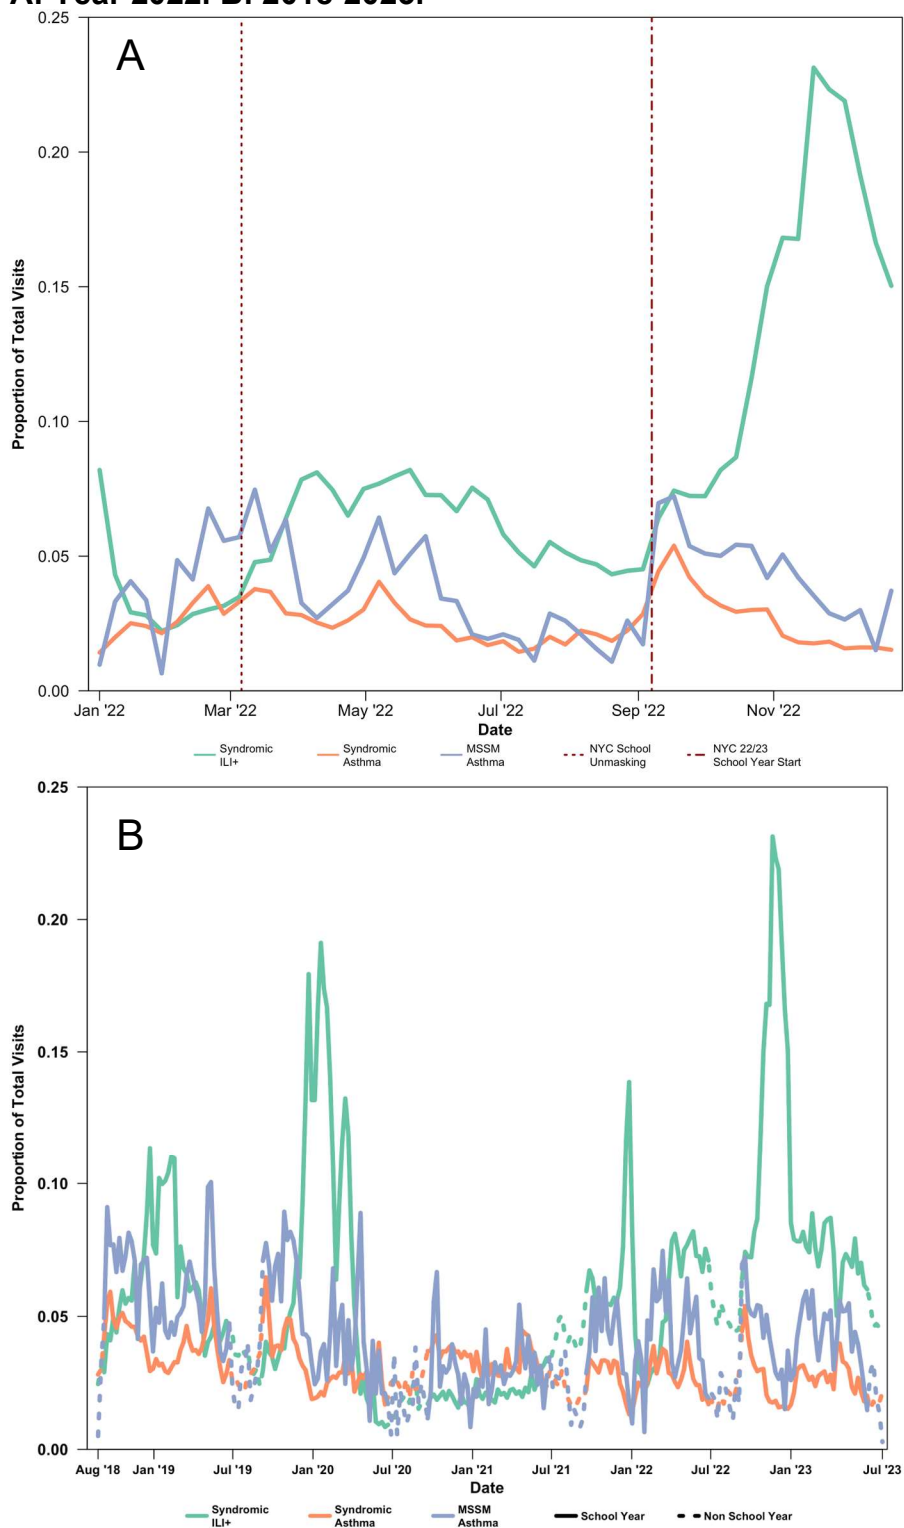 A. Year 2022. B. 2018-2023.
0.25
A
0.20
0.15
0.10
0.05
0.00
Proportion of Total Visits
Jan '22 Mar '22 May '22 Jul '22 Sep '22 Nov '22
Date
Syndromic ILI+ Syndromic Asthma MSSM Asthma NYC School Unmasking NYC 22/23 School Year Start
0.25
B
0.20
0.15
0.10
0.05
0.00
Proportion of Total Visits
Aug '18 Jan '19 Jul '19 Jan '20 Jul '20 Jan '21 Jul '21 Jan '22 Jul '22 Jan '23 Jul '23
Date
Syndromic ILI+ Syndromic Asthma MSSM Asthma School Year Non School Year